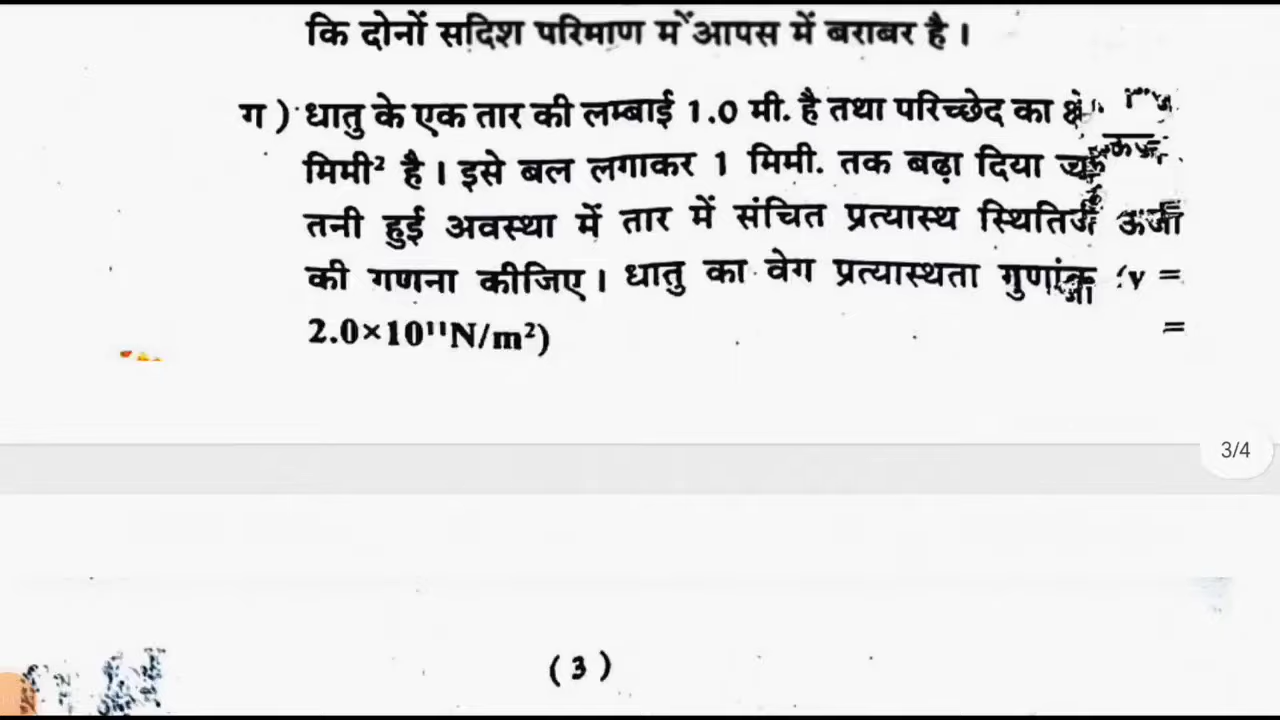 कि दोनों सदिश परिमाण में आपस में बराबर है।
ग) धातु के एक तार की लम्बाई 1.0 मी. है तथा परिच्छेद का
मिमी² है। इसे बल लगाकर 1 मिमी. तक बढ़ा दिया
तनी हुई अवस्था में तार में संचित प्रत्यास्थ स्थितिज ऊर्जा
की गणना कीजिए। धातु का वेग प्रत्यास्थता गुणांक =
2.0×10¹¹N/m²) =
3/4
(3)